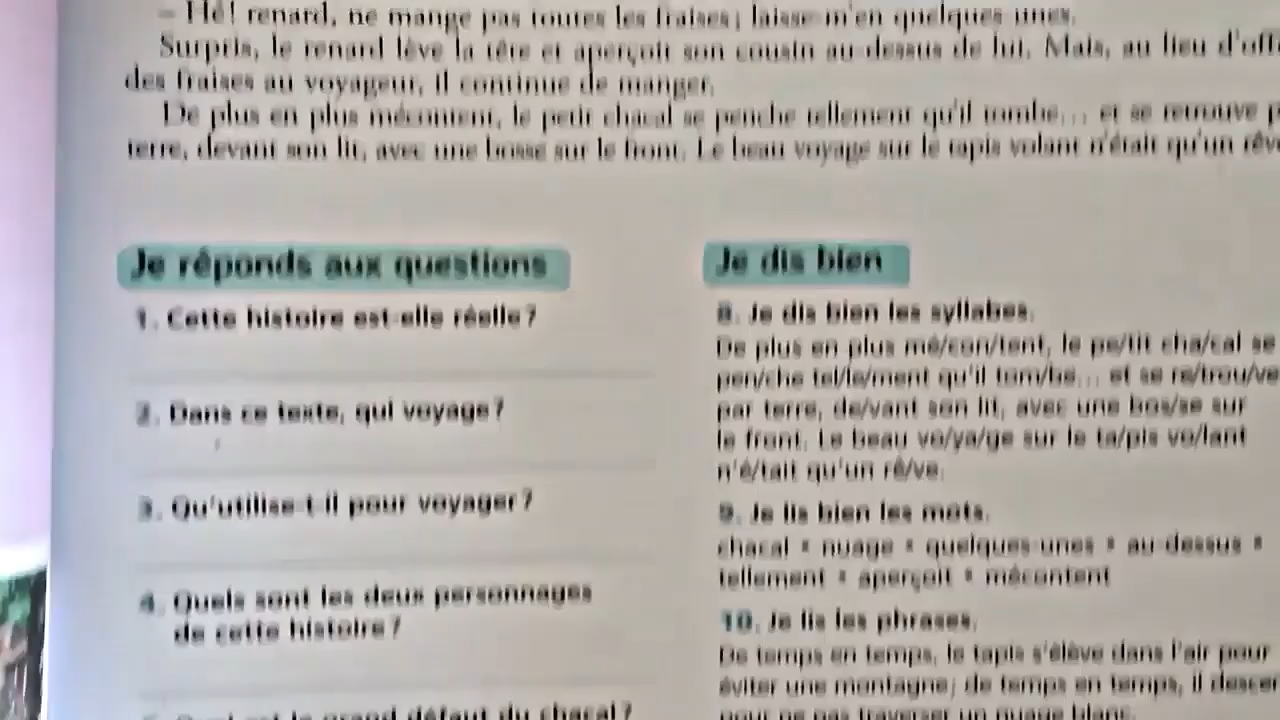 – Hé! renard, ne mange pas toutes les fraises; laisse-m'en quelques-unes.
Surpris, le renard lève la tête et aperçoit son cousin au-dessus de lui. Mais, au lieu d'off
des fraises au voyageur, il continue de manger.
De plus en plus mécontent, le petit chacal se penche tellement qu'il tombe... et se retrouve p
terre, devant son lit, avec une bosse sur le front. Le beau voyage sur le tapis volant n'était qu'un rêv
Je réponds aux questions
1. Cette histoire est-elle réelle?
2. Dans ce texte, qui voyage?
3. Qu'utilise-t-il pour voyager?
4. Quels sont les deux personnages
de cette histoire?
5. Quel est le grand défaut du chacal?
Je dis bien
8. Je dis bien les syllabes.
De plus en plus mé/con/tent, le pe/tit cha/cal se
pen/che tel/le/ment qu'il tom/be... et se re/trou/ve
par terre, de/vant son lit, avec une bos/se sur
le front. Le beau vo/ya/ge sur le ta/pis vo/lant
n'é/tait qu'un rê/ve.
9. Je lis bien les mots.
chacal * nuage * quelques-unes * au-dessus *
tellement * aperçoit * mécontent
10. Je lis les phrases.
De temps en temps, le tapis s'élève dans l'air pour
éviter une montagne; de temps en temps, il descen
pour ne pas traverser un nuage blanc.